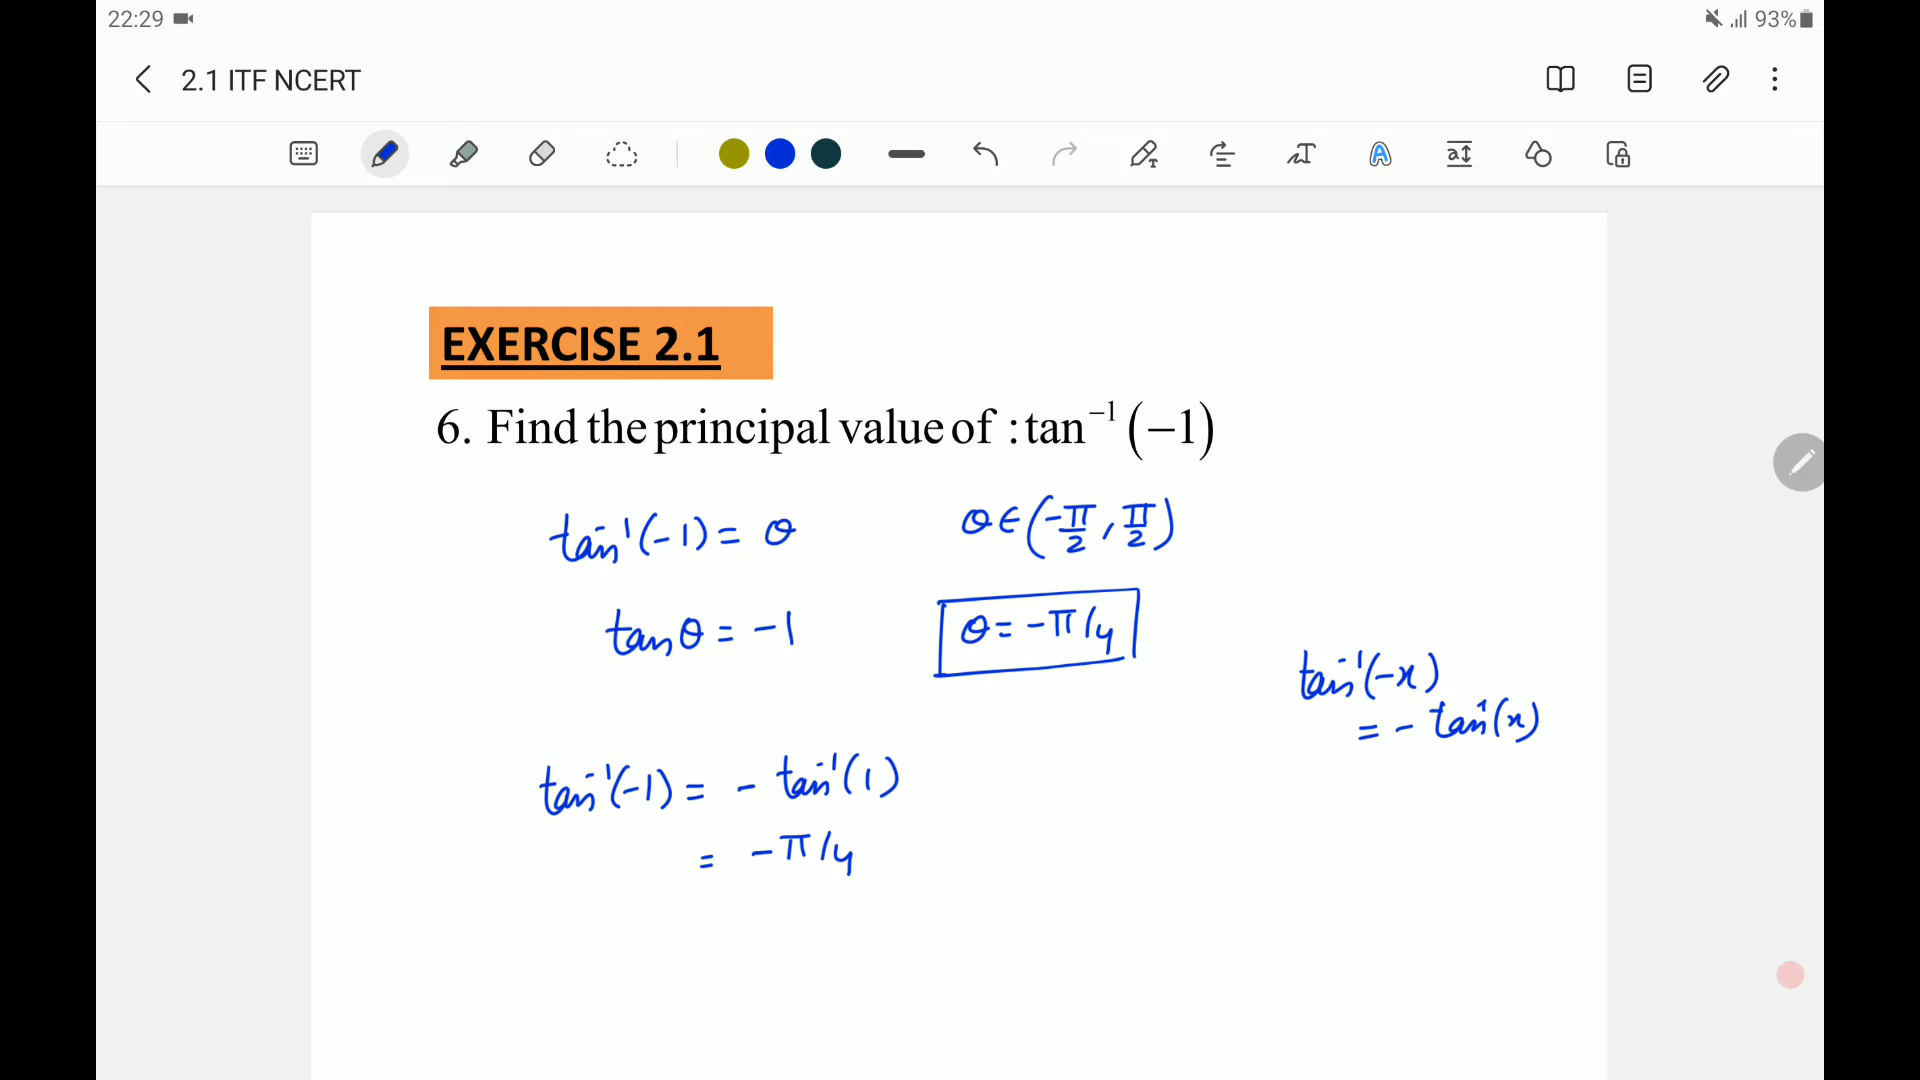 22:29
93%
2.1 ITF NCERT
EXERCISE 2.1
6. Find the principal value of : tan⁻¹(−1)
tan⁻¹(-1) = θ
θ ∈ (-π/2, π/2)
tanθ = -1
θ = -π/4
tan⁻¹(-x)
= - tan⁻¹(x)
tan⁻¹(-1) = - tan⁻¹(1)
= -π/4